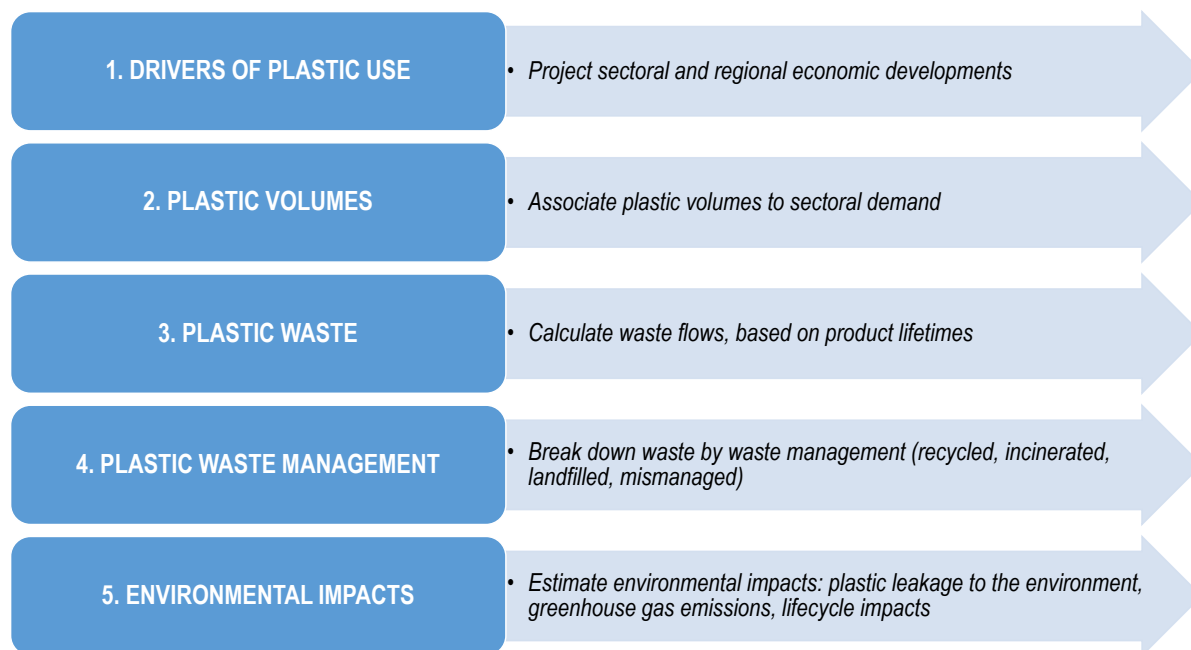 1. DRIVERS OF PLASTIC USE
• Project sectoral and regional economic developments
2. PLASTIC VOLUMES
• Associate plastic volumes to sectoral demand
3. PLASTIC WASTE
• Calculate waste flows, based on product lifetimes
4. PLASTIC WASTE MANAGEMENT
• Break down waste by waste management (recycled, incinerated,
landfilled, mismanaged)
5. ENVIRONMENTAL IMPACTS
• Estimate environmental impacts: plastic leakage to the environment,
greenhouse gas emissions, lifecycle impacts